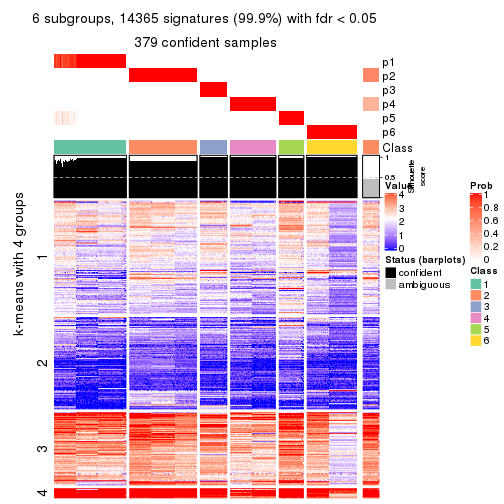 6 subgroups, 14365 signatures (99.9%) with fdr < 0.05
379 confident samples
p1
p2
p3
p4
p5
p6
Class
1
0.5
Silhouette
score
k-means with 4 groups
1
2
3
4
1
Value
4
3
2
1
0
Status (barplots)
confident
ambiguous
Prob
1
0.8
0.6
0.4
0.2
0
Class
1
2
3
4
5
6